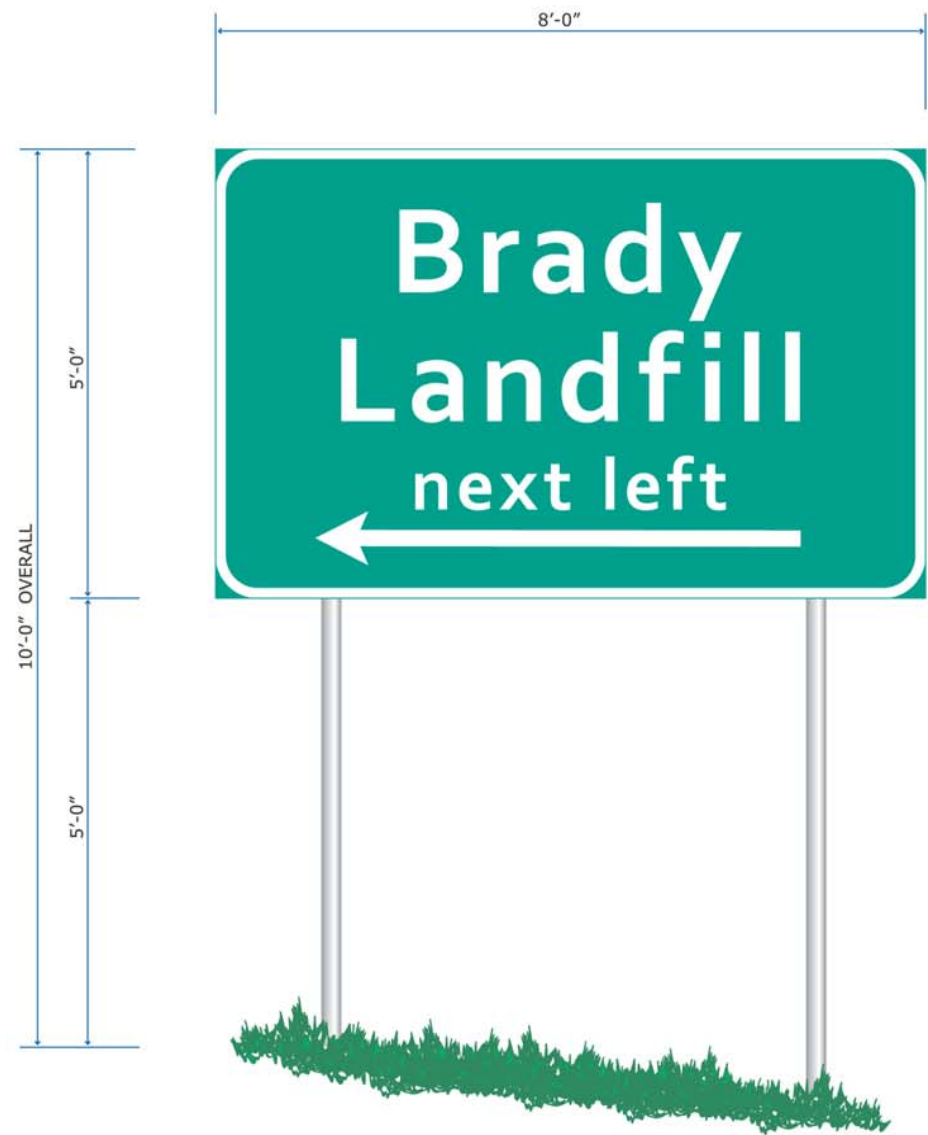 8’-0”
Brady
Landfill
next left
5’-0”
10’-0” OVERALL
5’-0”